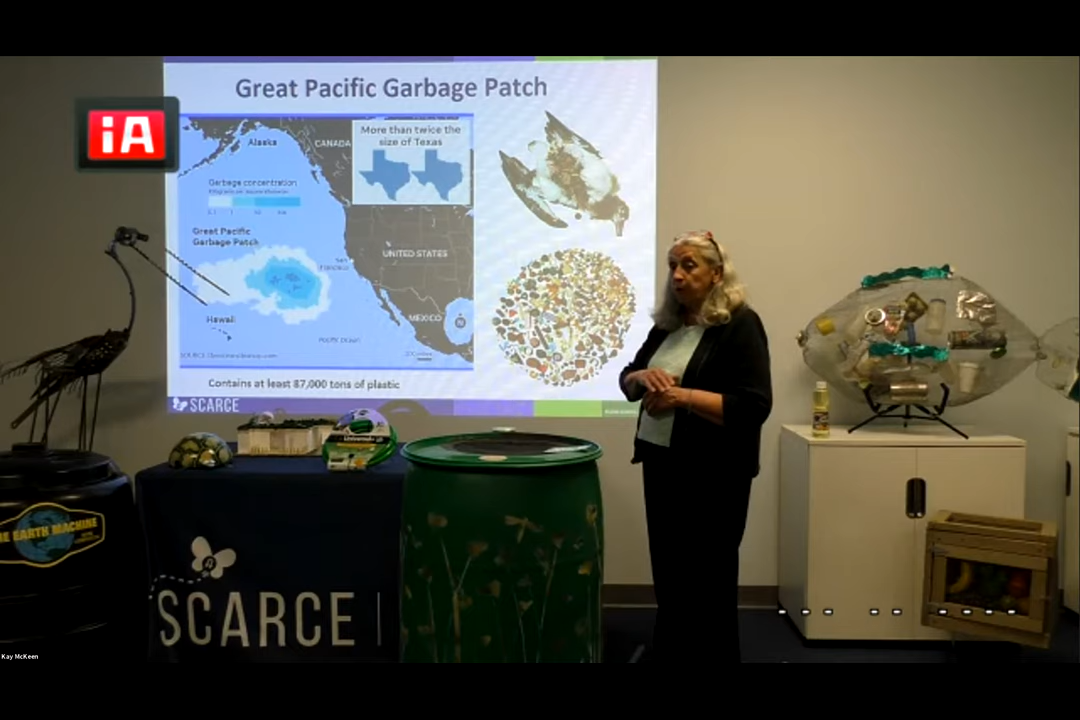 Great Pacific Garbage Patch
iA
Alaska
CANADA
More than twice the
size of Texas
Garbage concentration
Great Pacific
Garbage Patch
San
UNITED STATES
Hawaii
MEXICO
Contains at least 87,000 tons of plastic
SCARCE
EARTH MACHINE
SCARCE
Kay McKeen